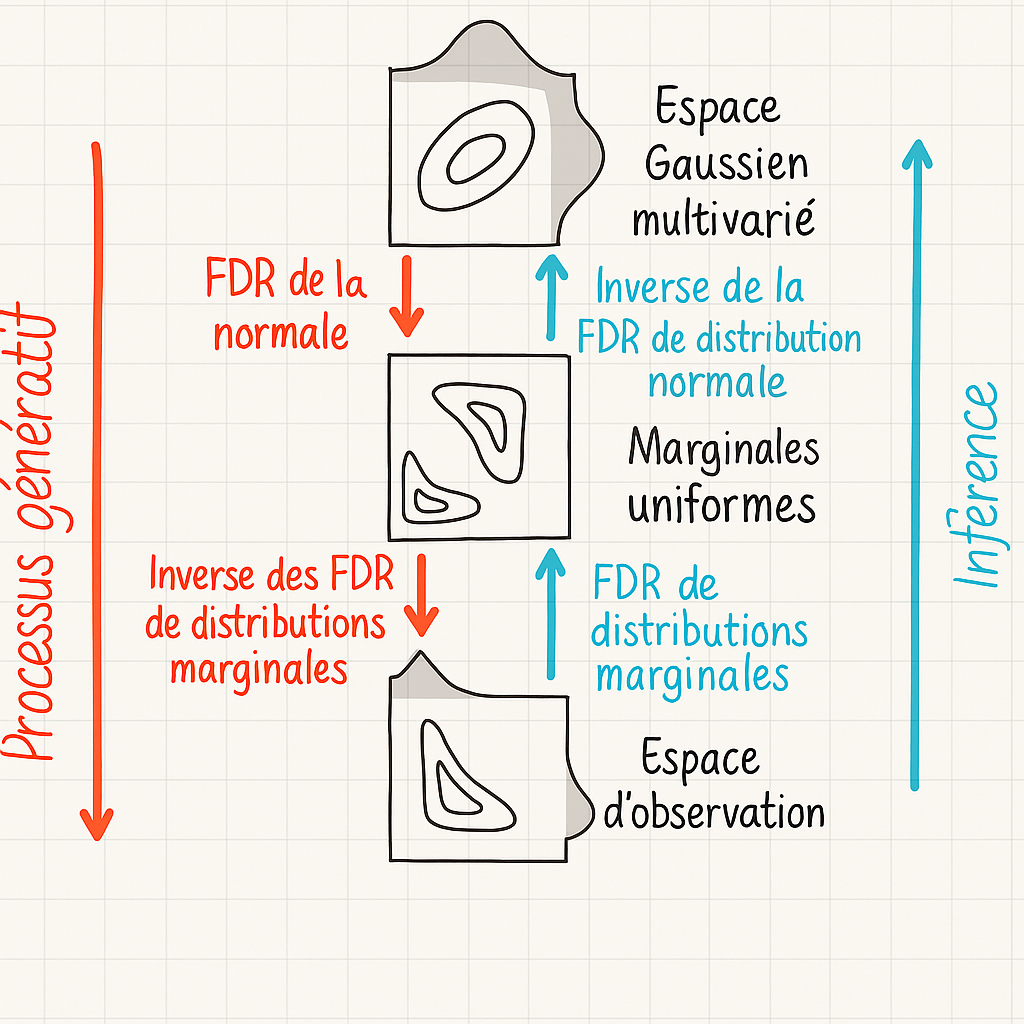 Espace
Gaussien
multivarié
FDR de la
normale
Inverse de la
FDR de distribution
normale
Processus génératif
Inférence
Marginales
uniformes
Inverse des FDR
de distributions
marginales
FDR de
distributions
marginales
Espace
d'observation